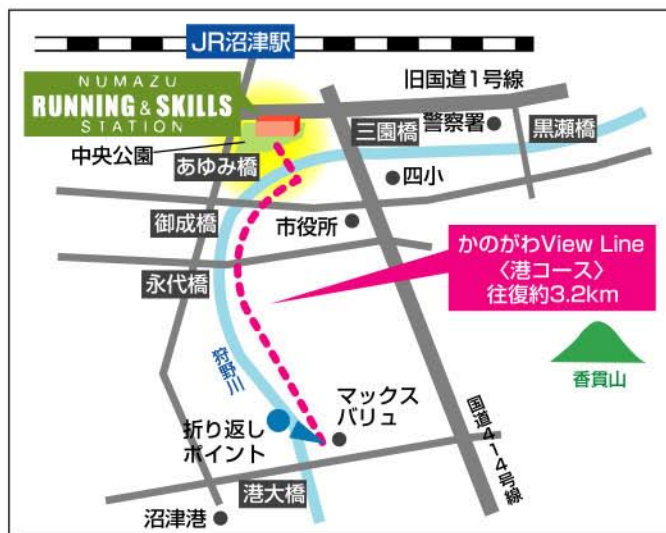 JR沼津駅
NUMAZU
RUNNING & SKILLS
STATION
旧国道1号線
中央公園
三園橋
警察署
黒瀬橋
あゆみ橋
四小
御成橋
市役所
かのがわView Line
〈港コース〉
往復約3.2km
永代橋
狩野川
香貫山
マックス
バリュ
折り返し
ポイント
国道414号線
港大橋
沼津港